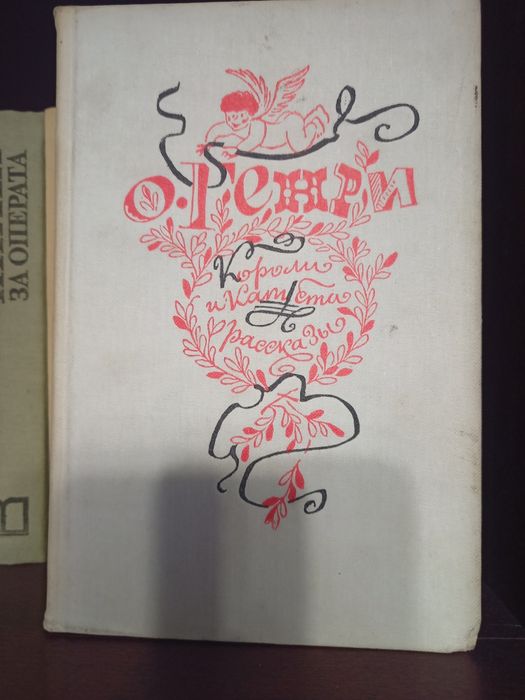 О. Генри
Короли
и Капуста
рассказы
ЗА ОПЕРАТА